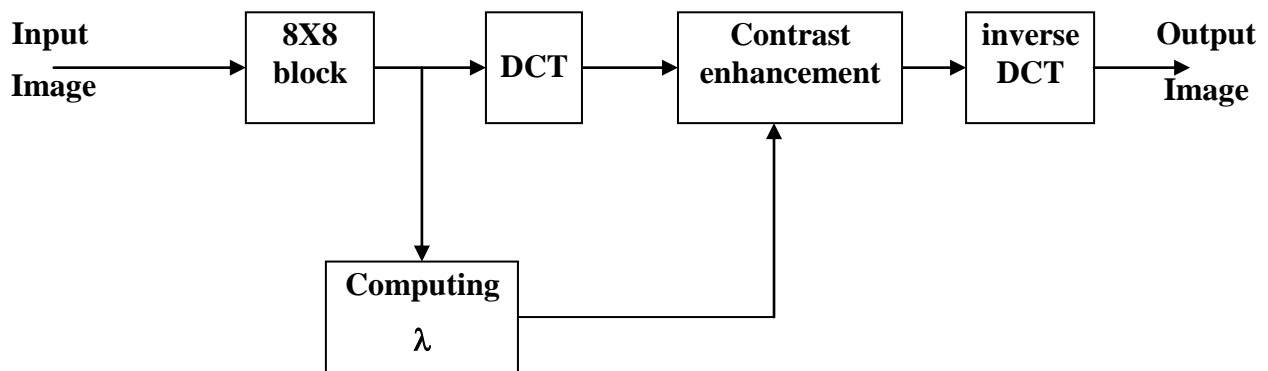 Input
Image
8X8
block
DCT
Contrast
enhancement
inverse
DCT
Output
Image
Computing
λ